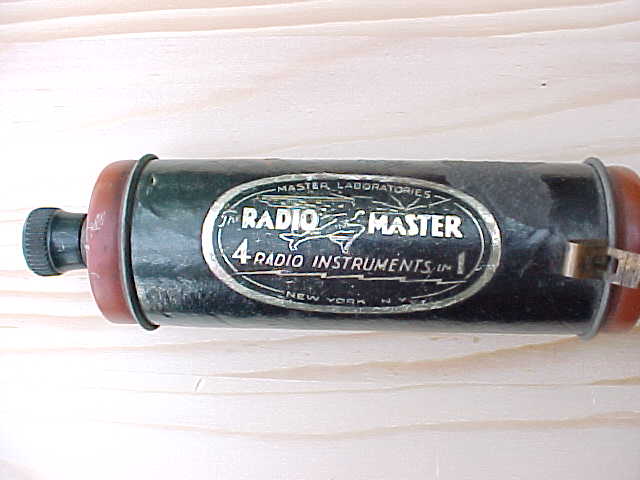 MASTER LABORATORIES
The RADIO MASTER
4 RADIO INSTRUMENTS IN 1
NEW YORK N.Y.